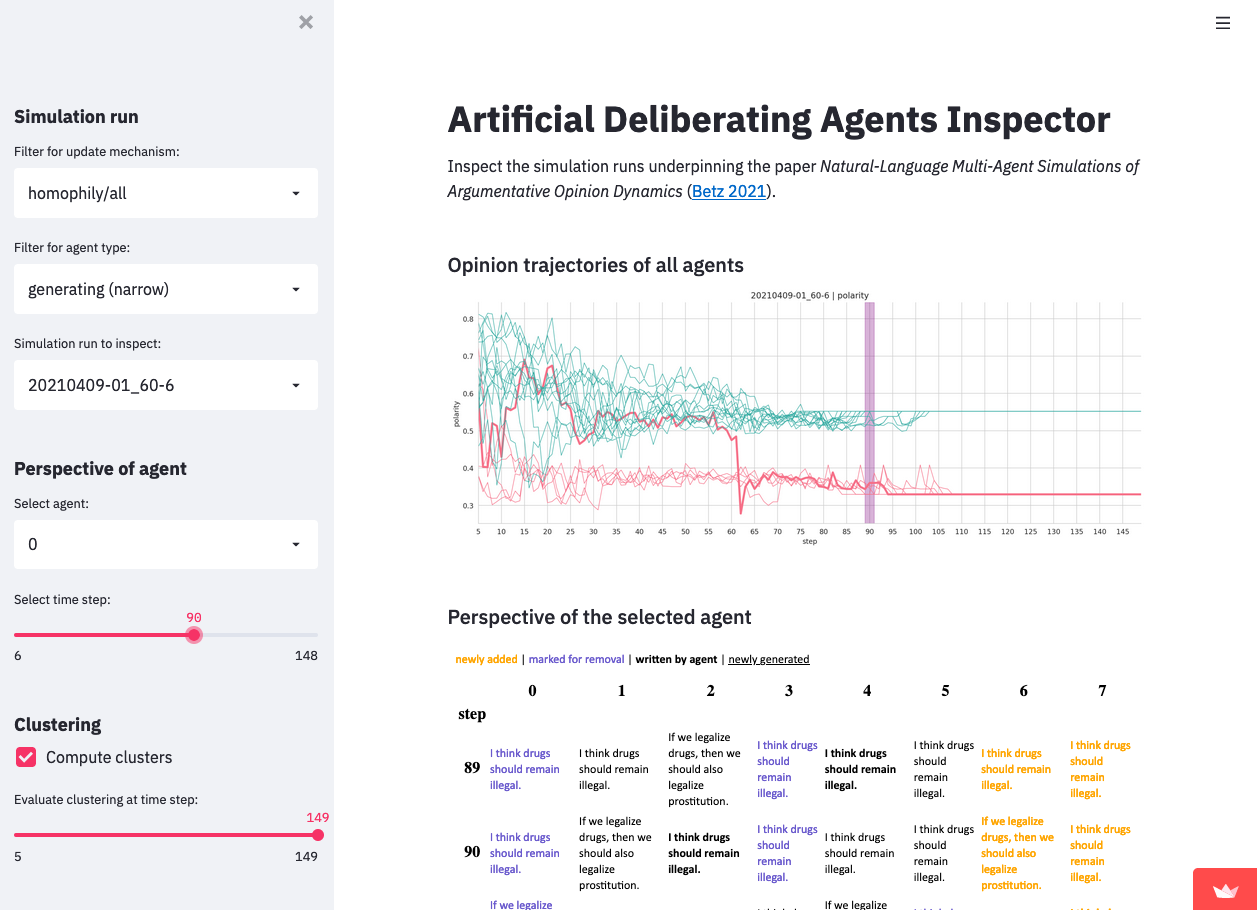 Simulation run
Filter for update mechanism:
homophily/all
Filter for agent type:
generating (narrow)
Simulation run to inspect:
20210409-01_60-6
Perspective of agent
Select agent:
0
Select time step:
90
6 148
Clustering
Compute clusters
Evaluate clustering at time step:
149
5 149
Artificial Deliberating Agents Inspector
Inspect the simulation runs underpinning the paper Natural-Language Multi-Agent Simulations of
Argumentative Opinion Dynamics (Betz 2021).
Opinion trajectories of all agents
20210409-01_60-6 | polarity
0.8
0.7
0.6
0.5
0.4
0.3
polarity
5 10 15 20 25 30 35 40 45 50 55 60 65 70 75 80 85 90 95 100 105 110 115 120 125 130 135 140 145
step
Perspective of the selected agent
newly added | marked for removal | written by agent | newly generated
0 1 2 3 4 5 6 7
step
89
I think drugs
should remain
illegal.
I think drugs
should remain
illegal.
If we legalize
drugs, then we
should also
legalize
prostitution.
I think drugs
should
remain
illegal.
I think drugs
should remain
illegal.
I think drugs
should
remain
illegal.
I think drugs
should remain
illegal.
I think drugs
should
remain
illegal.
90
I think drugs
should remain
illegal.
If we legalize
drugs, then we
should also
legalize
prostitution.
I think drugs
should remain
illegal.
I think drugs
should
remain
illegal.
I think drugs
should remain
illegal.
I think drugs
should
remain
illegal.
If we legalize
drugs, then we
should also
legalize
prostitution.
I think drugs
should
remain
illegal.
If we legalize
If we legalize